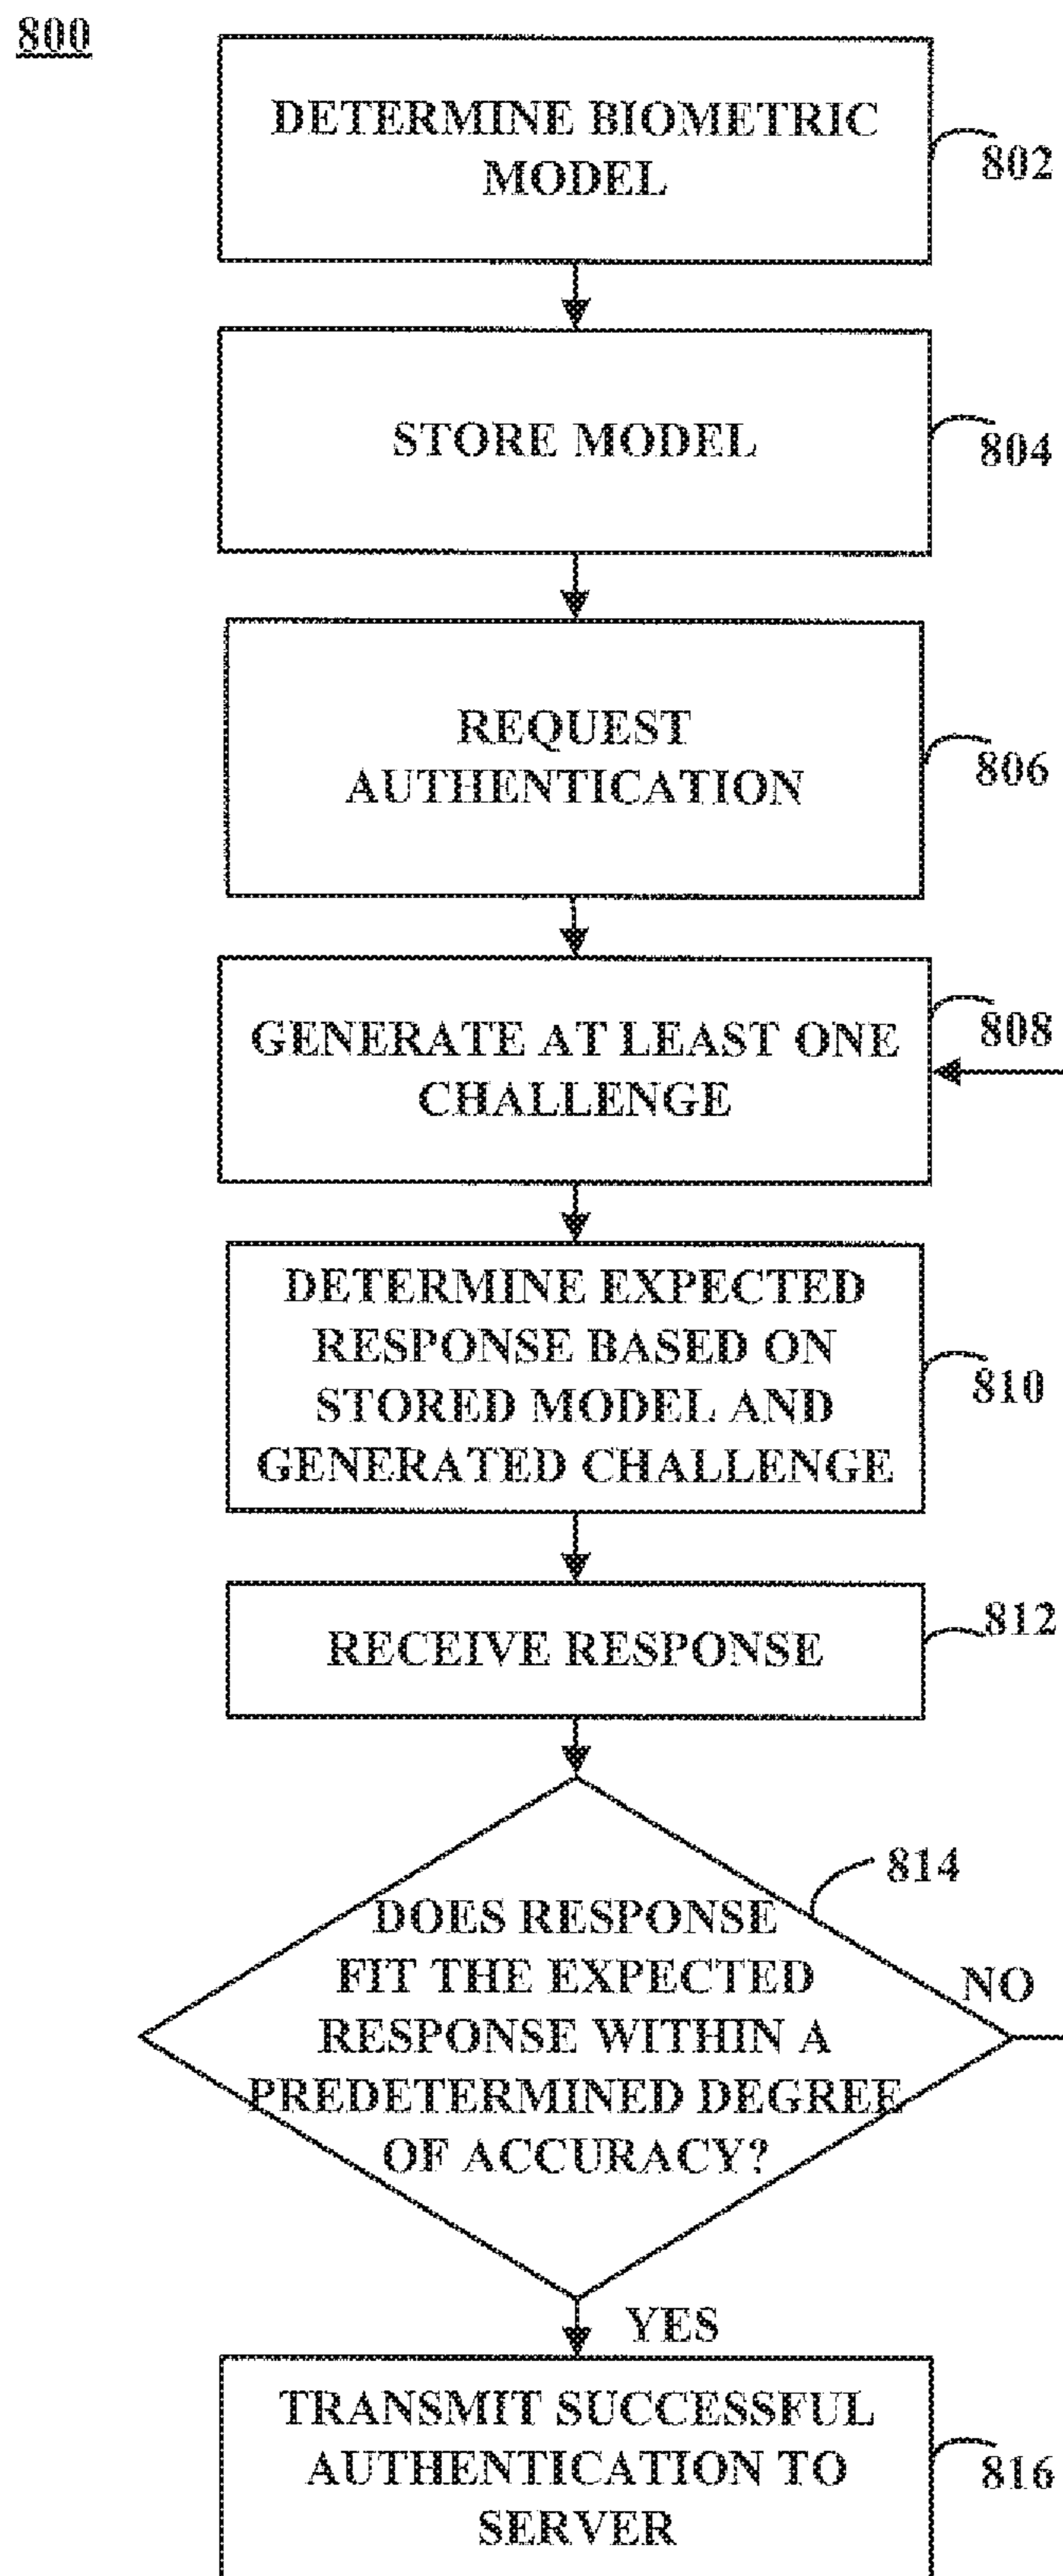 800
DETERMINE BIOMETRIC
MODEL
802
STORE MODEL
804
REQUEST
AUTHENTICATION
806
GENERATE AT LEAST ONE
CHALLENGE
808
DETERMINE EXPECTED
RESPONSE BASED ON
STORED MODEL AND
GENERATED CHALLENGE
810
RECEIVE RESPONSE
812
DOES RESPONSE
FIT THE EXPECTED
RESPONSE WITHIN A
PREDETERMINED DEGREE
OF ACCURACY?
814
NO
YES
TRANSMIT SUCCESSFUL
AUTHENTICATION TO
SERVER
816